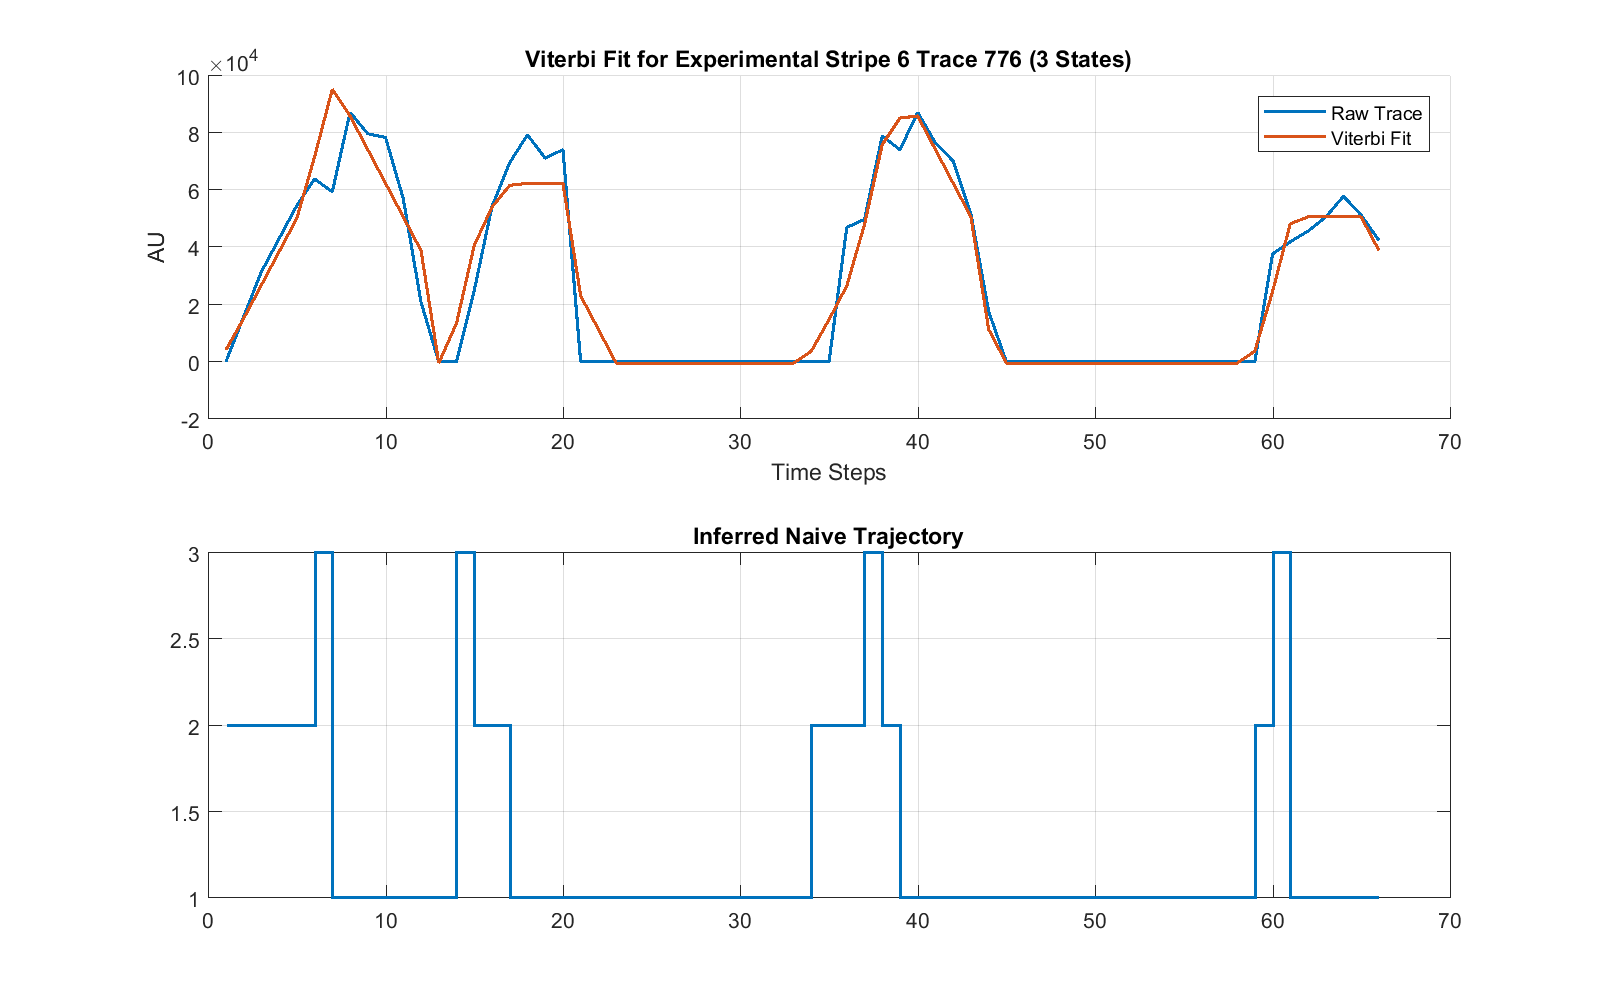 Viterbi Fit for Experimental Stripe 6 Trace 776 (3 States)
×10⁴
10
8
6
4
2
0
-2
AU
Raw Trace
Viterbi Fit
0 10 20 30 40 50 60 70
Time Steps
Inferred Naive Trajectory
3
2.5
2
1.5
1
0 10 20 30 40 50 60 70